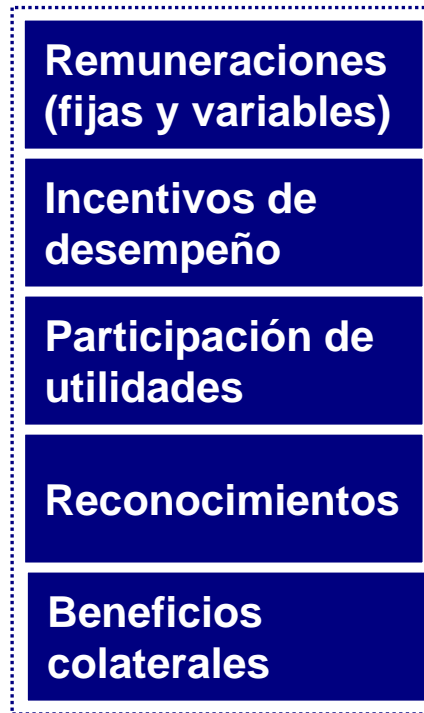 Remuneraciones
(fijas y variables)
Incentivos de
desempeño
Participación de
utilidades
Reconocimientos
Beneficios
colaterales